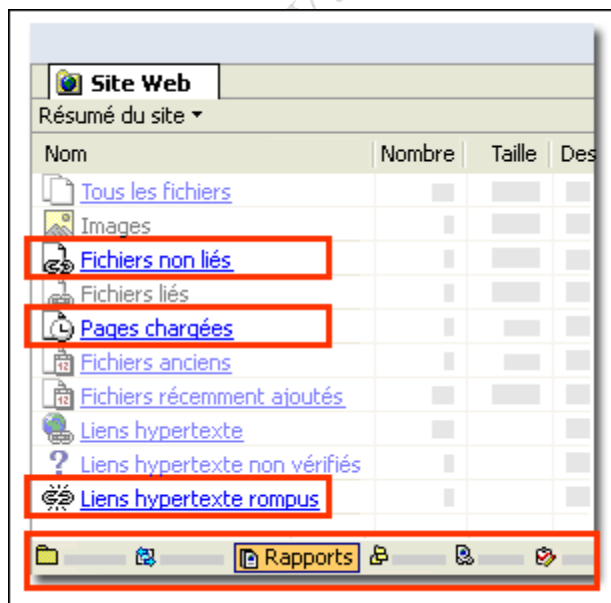 Site Web
Résumé du site
Nom Nombre Taille Des
Tous les fichiers
Images
Fichiers non liés
Fichiers liés
Pages chargées
Fichiers anciens
Fichiers récemment ajoutés
Liens hypertexte
? Liens hypertexte non vérifiés
Liens hypertexte rompus
Rapports